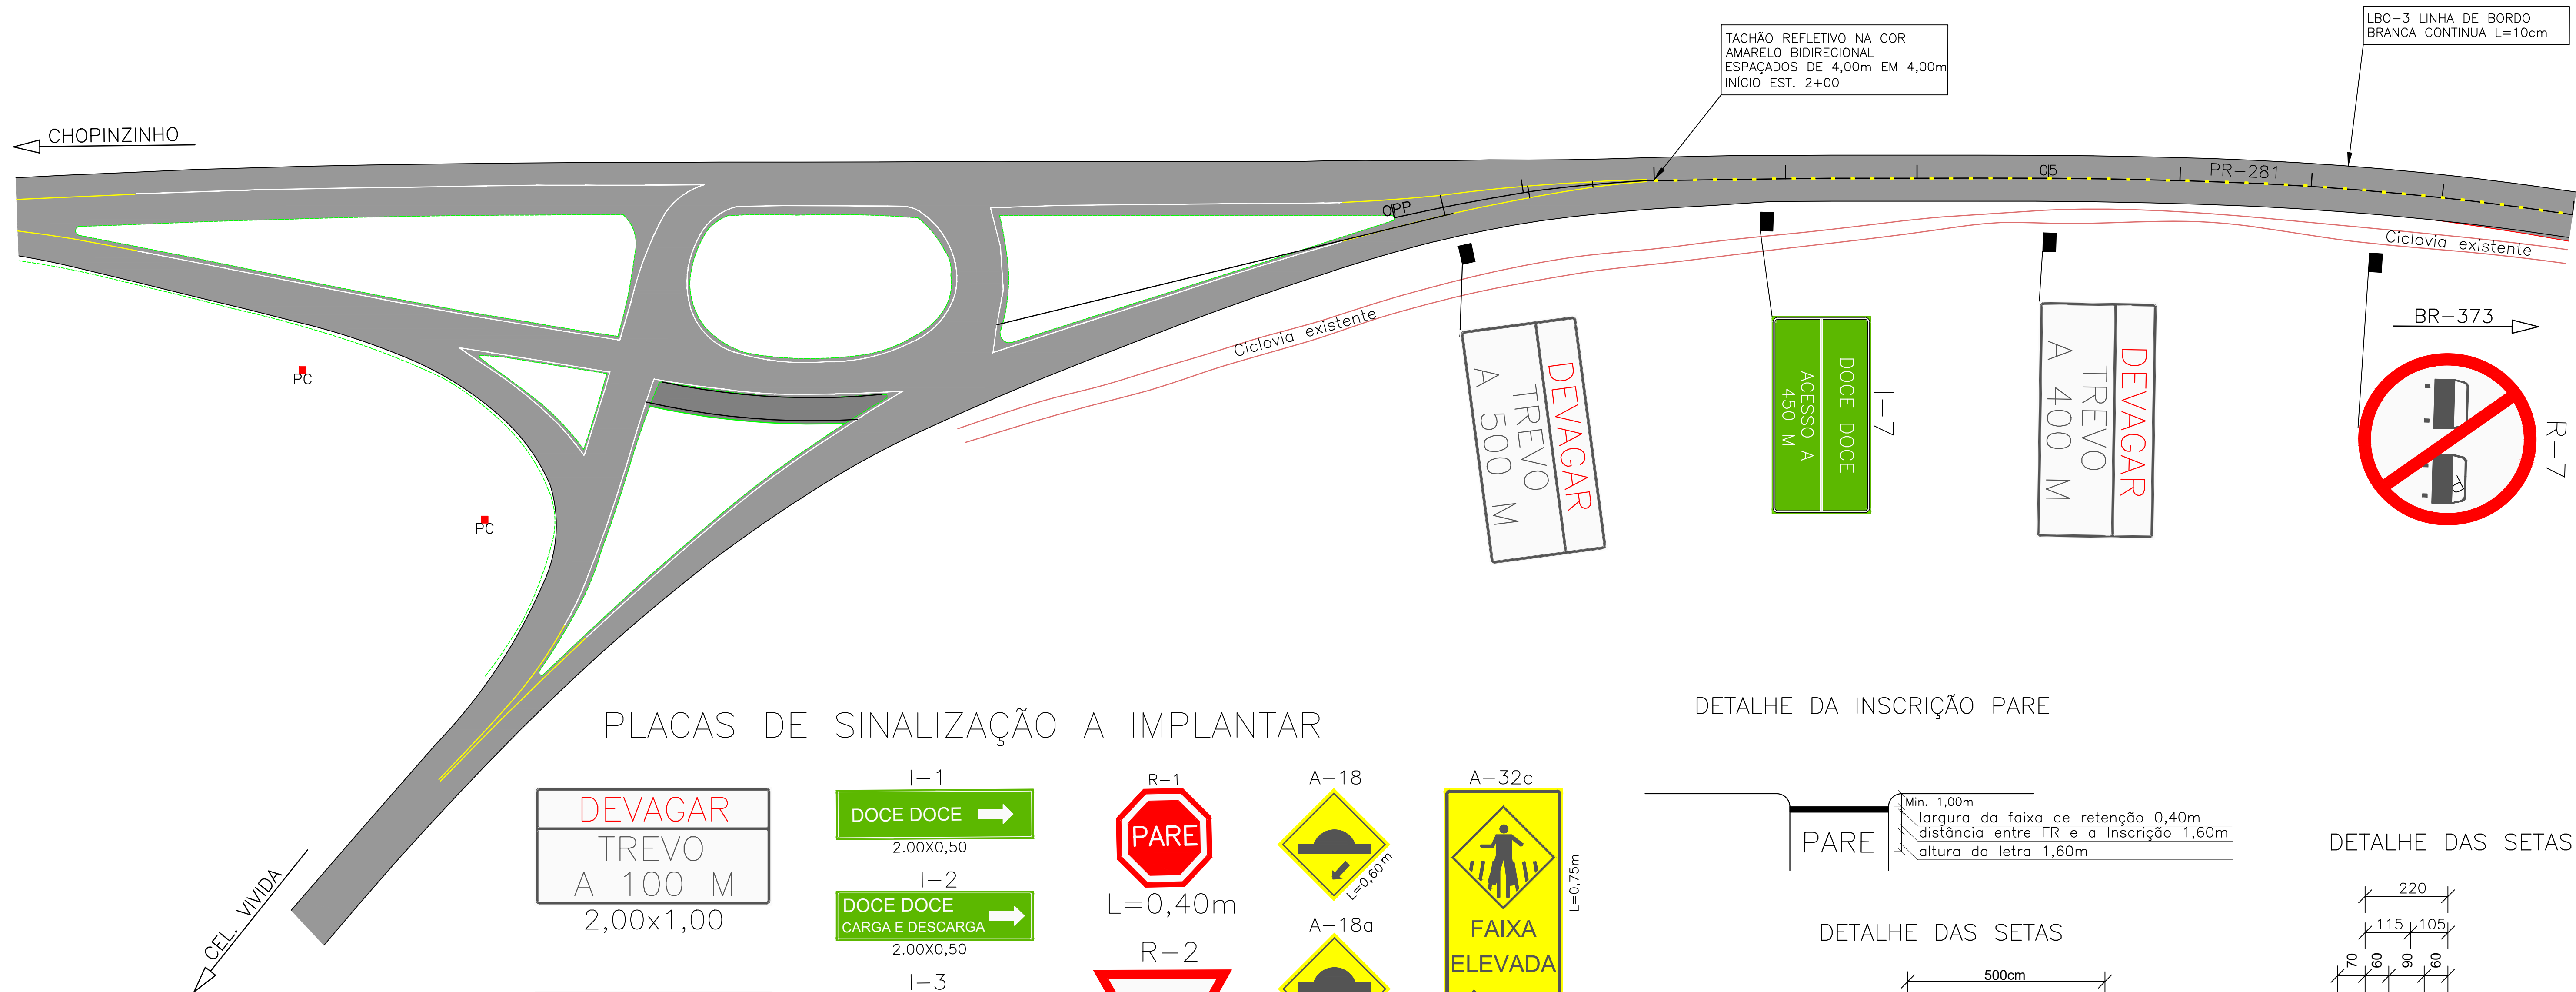 TACHÃO REFLETIVO NA COR
AMARELO BIDIRECIONAL
ESPAÇADOS DE 4,00m EM 4,00m
INÍCIO EST. 2+00
LBO-3 LINHA DE BORDO
BRANCA CONTINUA L=10cm
CHOPINZINHO
OPP
05
PR-281
Ciclovia existente
Ciclovia existente
BR-373
PC
PC
DEVAGAR
TREVO
A 500 M
DOCE DOCE
ACESSO A
450 M
I-7
DEVAGAR
TREVO
A 400 M
R-7
CEL. VIVIDA
PLACAS DE SINALIZAÇÃO A IMPLANTAR
DEVAGAR
TREVO
A 100 M
2,00x1,00
I-1
DOCE DOCE
2.00X0,50
I-2
DOCE DOCE
CARGA E DESCARGA
2.00X0,50
I-3
R-1
PARE
L=0,40m
R-2
A-18
L=0,60m
A-18a
A-32c
FAIXA
ELEVADA
L=0,75m
DETALHE DA INSCRIÇÃO PARE
Min. 1,00m
largura da faixa de retenção 0,40m
distância entre FR e a Inscrição 1,60m
altura da letra 1,60m
PARE
DETALHE DAS SETAS
500cm
DETALHE DAS SETAS
220
115
105
70
60
90
60